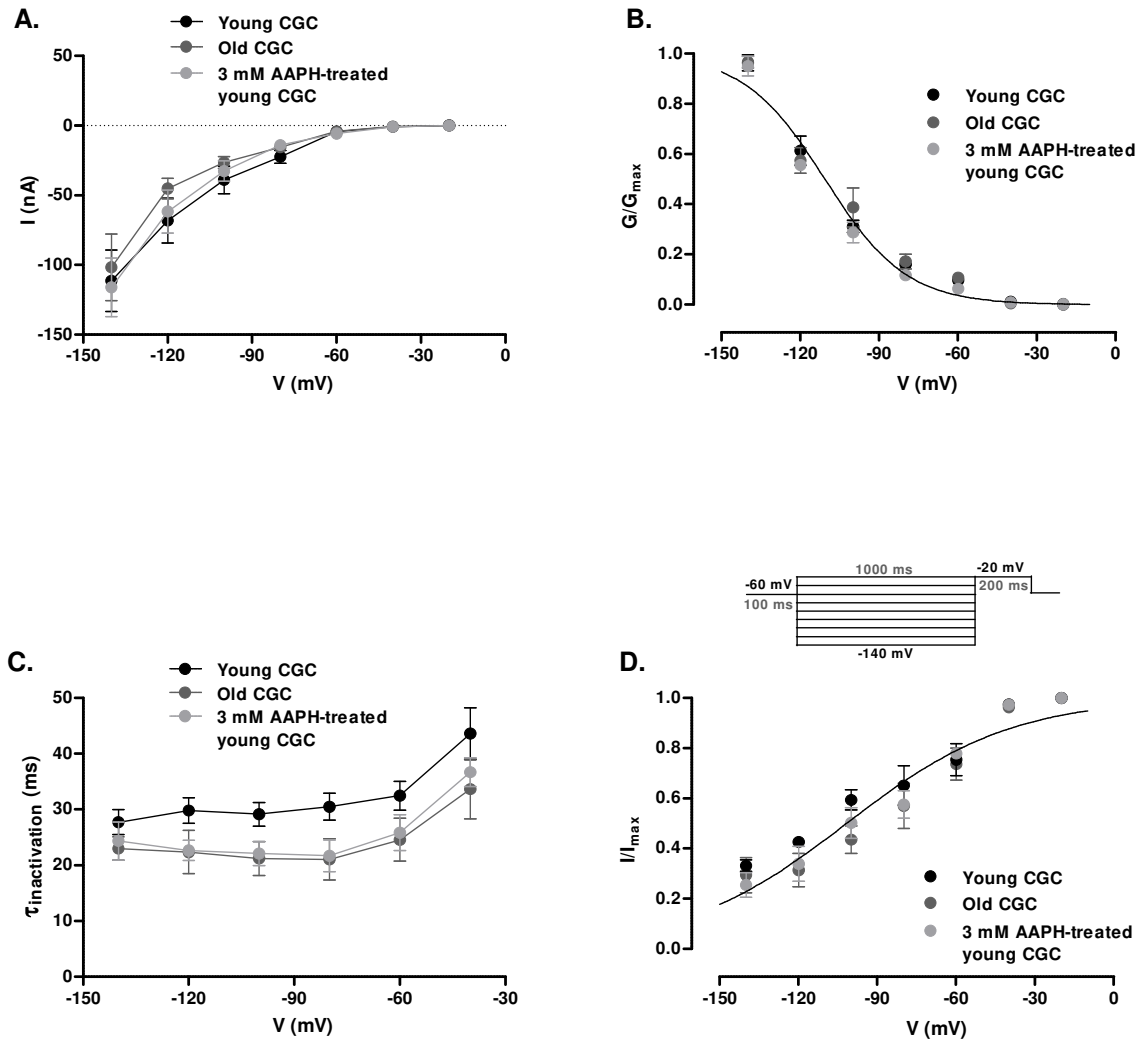 A.
Young CGC
Old CGC
3 mM AAPH-treated
young CGC
50
0
-50
-100
-150
I (nA)
-150
-120
-90
-60
-30
0
V (mV)
B.
Young CGC
Old CGC
3 mM AAPH-treated
young CGC
1.0
0.8
0.6
0.4
0.2
0.0
G/Gmax
-150
-120
-90
-60
-30
0
V (mV)
C.
Young CGC
Old CGC
3 mM AAPH-treated
young CGC
50
40
30
20
10
0
τinactivation (ms)
-150
-120
-90
-60
-30
V (mV)
1000 ms
-20 mV
-60 mV
200 ms
100 ms
-140 mV
D.
1.0
0.8
0.6
0.4
0.2
0.0
I/Imax
Young CGC
Old CGC
3 mM AAPH-treated
young CGC
-150
-120
-90
-60
-30
0
V (mV)